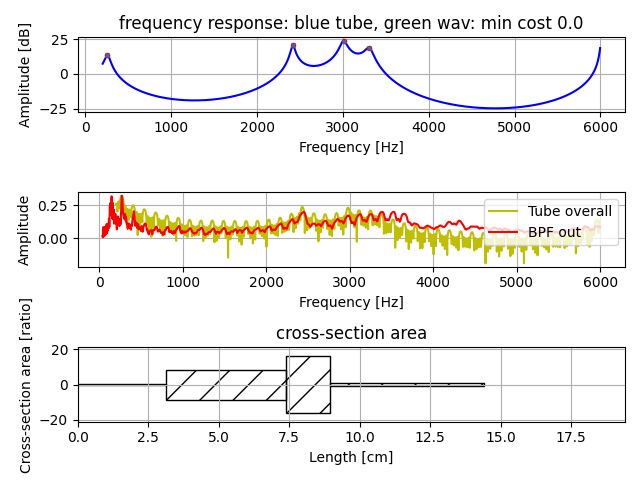 frequency response: blue tube, green wav: min cost 0.0
Amplitude [dB]
25
0
−25
0 1000 2000 3000 4000 5000 6000
Frequency [Hz]
Amplitude
0.25
0.00
Tube overall
BPF out
0 1000 2000 3000 4000 5000 6000
Frequency [Hz]
cross-section area
Cross-section area [ratio]
20
0
−20
0.0 2.5 5.0 7.5 10.0 12.5 15.0 17.5
Length [cm]